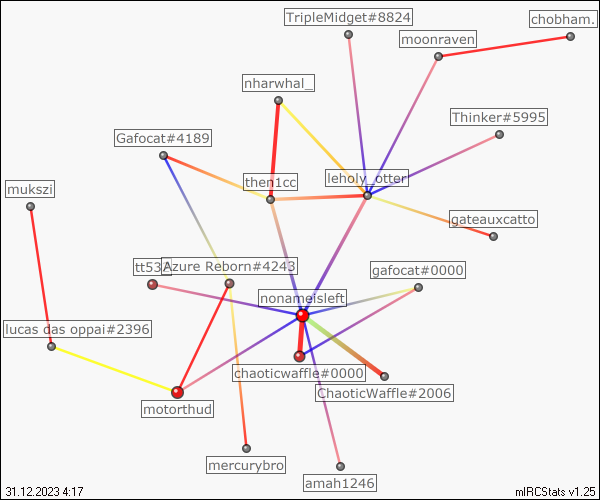 TripleMidget#8824
chobham.
moonraven
nharwhal_
Thinker#5995
Gafocat#4189
then1cc
leholy_otter
mukszi
gateauxcatto
tt532
Azure Reborn#4243
gafocat#0000
nonameisleft
lucas das oppai#2396
chaoticwaffle#0000
ChaoticWaffle#2006
motorthud
mercurybro
amah1246
31.12.2023 4:17
mIRCStats v1.25